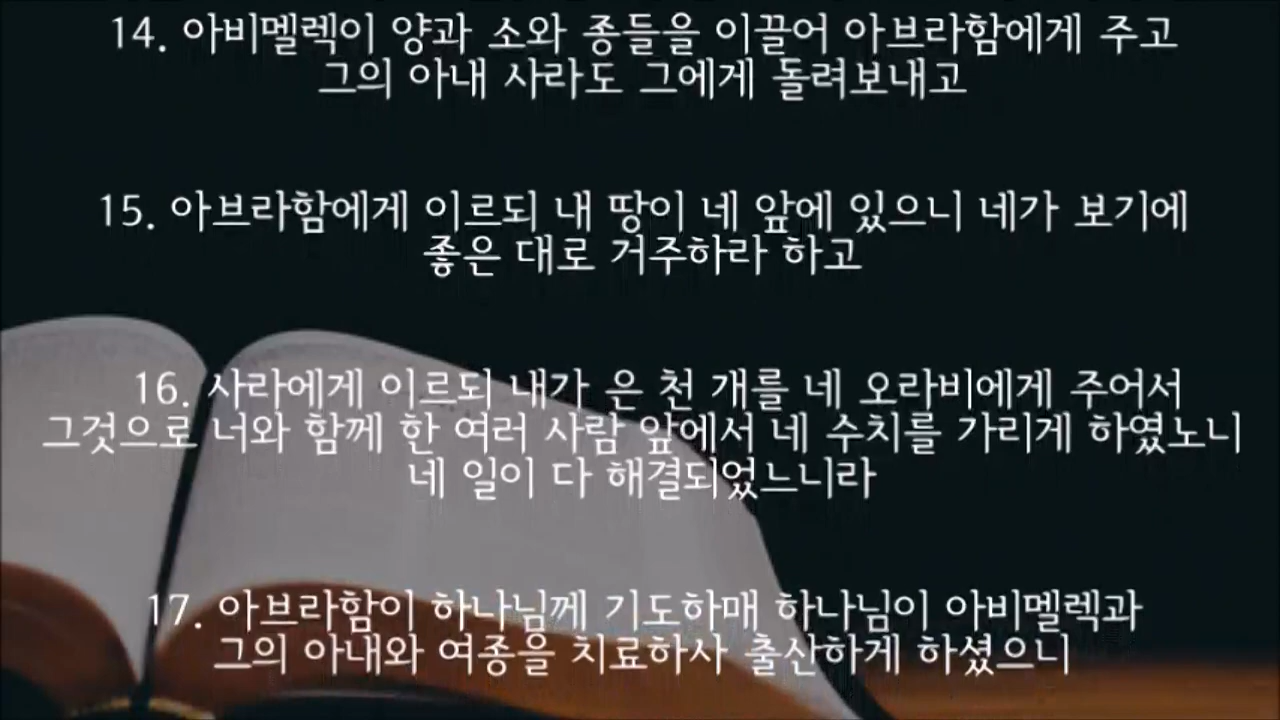 14. 아비멜렉이 양과 소와 종들을 이끌어 아브라함에게 주고
그의 아내 사라도 그에게 돌려보내고
15. 아브라함에게 이르되 내 땅이 네 앞에 있으니 네가 보기에
좋은 대로 거주하라 하고
16. 사라에게 이르되 내가 은 천 개를 네 오라비에게 주어서
그것으로 너와 함께 한 여러 사람 앞에서 네 수치를 가리게 하였노니
네 일이 다 해결되었느니라
17. 아브라함이 하나님께 기도하매 하나님이 아비멜렉과
그의 아내와 여종을 치료하사 출산하게 하셨으니